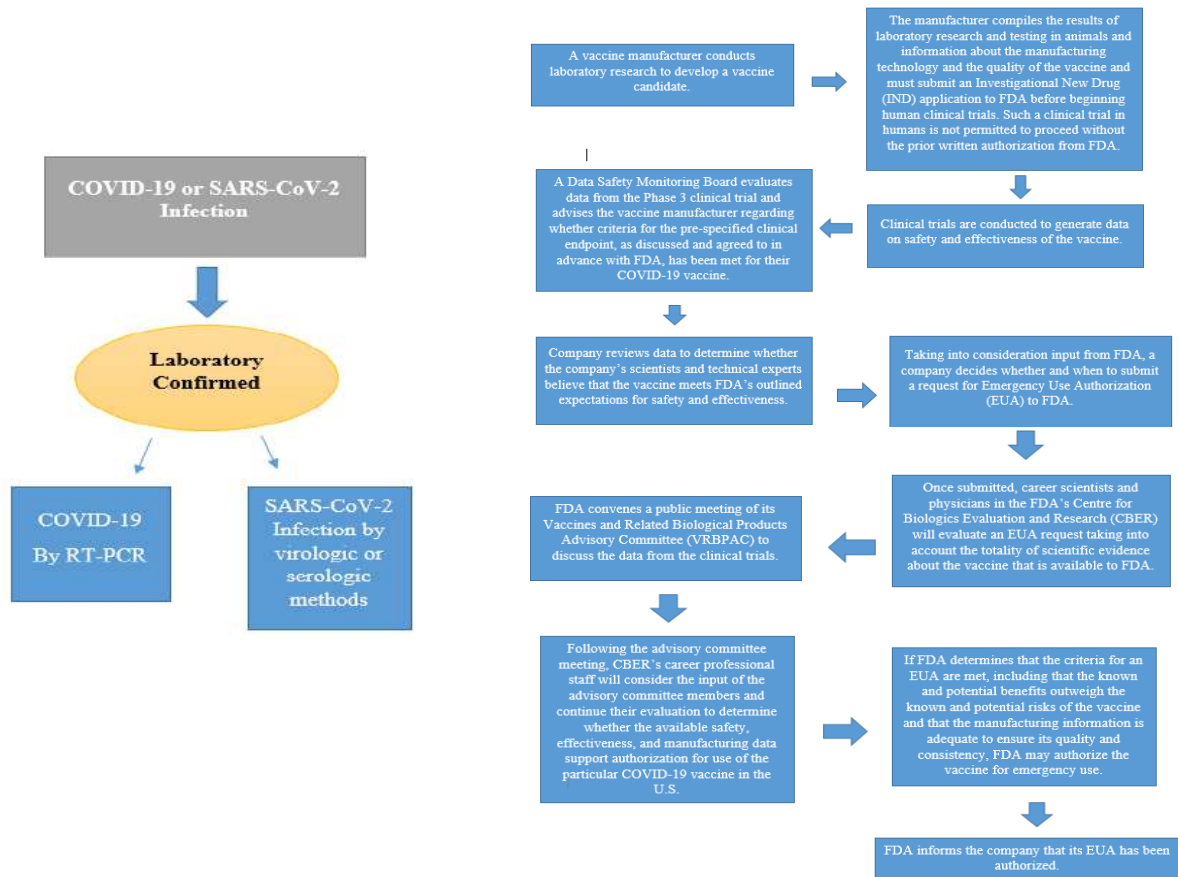 COVID-19 or SARS-CoV-2
Infection
Laboratory
Confirmed
COVID-19
By RT-PCR
SARS-CoV-2
Infection by
virologic or
serologic
methods
A vaccine manufacturer conducts
laboratory research to develop a vaccine
candidate.
The manufacturer compiles the results of
laboratory research and testing in animals and
information about the manufacturing
technology and the quality of the vaccine and
must submit an Investigational New Drug
(IND) application to FDA before beginning
human clinical trials. Such a clinical trial in
humans is not permitted to proceed without
the prior written authorization from FDA.
Clinical trials are conducted to generate data
on safety and effectiveness of the vaccine.
A Data Safety Monitoring Board evaluates
data from the Phase 3 clinical trial and
advises the vaccine manufacturer regarding
whether criteria for the pre-specified clinical
endpoint, as discussed and agreed to in
advance with FDA, has been met for their
COVID-19 vaccine.
Company reviews data to determine whether
the company's scientists and technical experts
believe that the vaccine meets FDA's outlined
expectations for safety and effectiveness.
Taking into consideration input from FDA, a
company decides whether and when to submit
a request for Emergency Use Authorization
(EUA) to FDA.
Once submitted, career scientists and
physicians in the FDA's Centre for
Biologics Evaluation and Research (CBER)
will evaluate an EUA request taking into
account the totality of scientific evidence
about the vaccine that is available to FDA.
FDA convenes a public meeting of its
Vaccines and Related Biological Products
Advisory Committee (VRBPAC) to
discuss the data from the clinical trials.
Following the advisory committee
meeting, CBER's career professional
staff will consider the input of the
advisory committee members and
continue their evaluation to determine
whether the available safety,
effectiveness, and manufacturing data
support authorization for use of the
particular COVID-19 vaccine in the
U.S.
If FDA determines that the criteria for an
EUA are met, including that the known
and potential benefits outweigh the
known and potential risks of the vaccine
and that the manufacturing information is
adequate to ensure its quality and
consistency, FDA may authorize the
vaccine for emergency use.
FDA informs the company that its EUA has been
authorized.